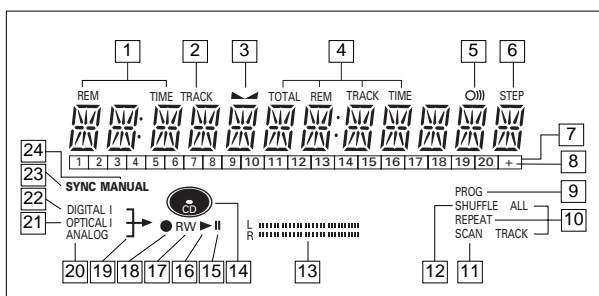 1 2 3 4 5 6
REM TIME TRACK TOTAL REM TRACK TIME O))) STEP
1 2 3 4 5 6 7 8 9 10 11 12 13 14 15 16 17 18 19 20 +
7
8
24
23 SYNC MANUAL
22 DIGITAL I
21 OPTICAL I
ANALOG
CD
RW
L
R
PROG 9
SHUFFLE ALL
REPEAT 10
SCAN TRACK
20 19 18 17 16 15 14 13 12 11